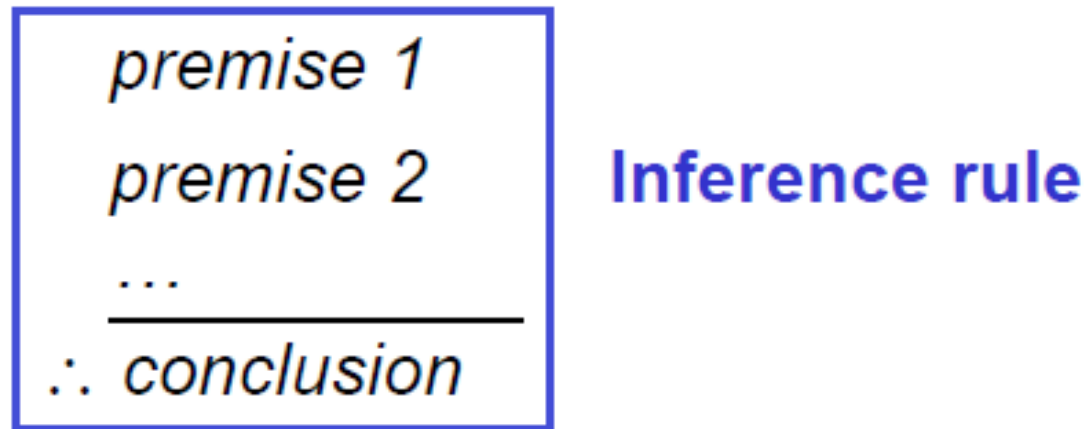 premise 1
premise 2
Inference rule
...
∴ conclusion